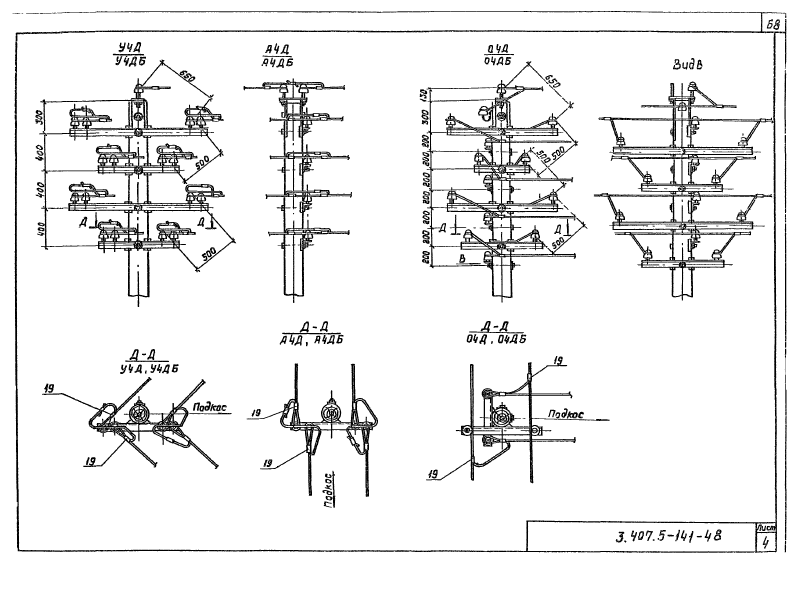 68
У4Д
У4ДБ
А4Д
А4ДБ
О4Д
О4ДБ
Вид В
650
300
400
400
400
500
500
Д
Д
650
150
300
200
200
200
200
200
200
200
500
500
500
Д
Д
В
Д-Д
У4Д, У4ДБ
Д-Д
А4Д, А4ДБ
Д-Д
О4Д, О4ДБ
19
19
Подкос
19
19
Подкос
19
19
Подкос
3.407.5-141-48
Лист
4